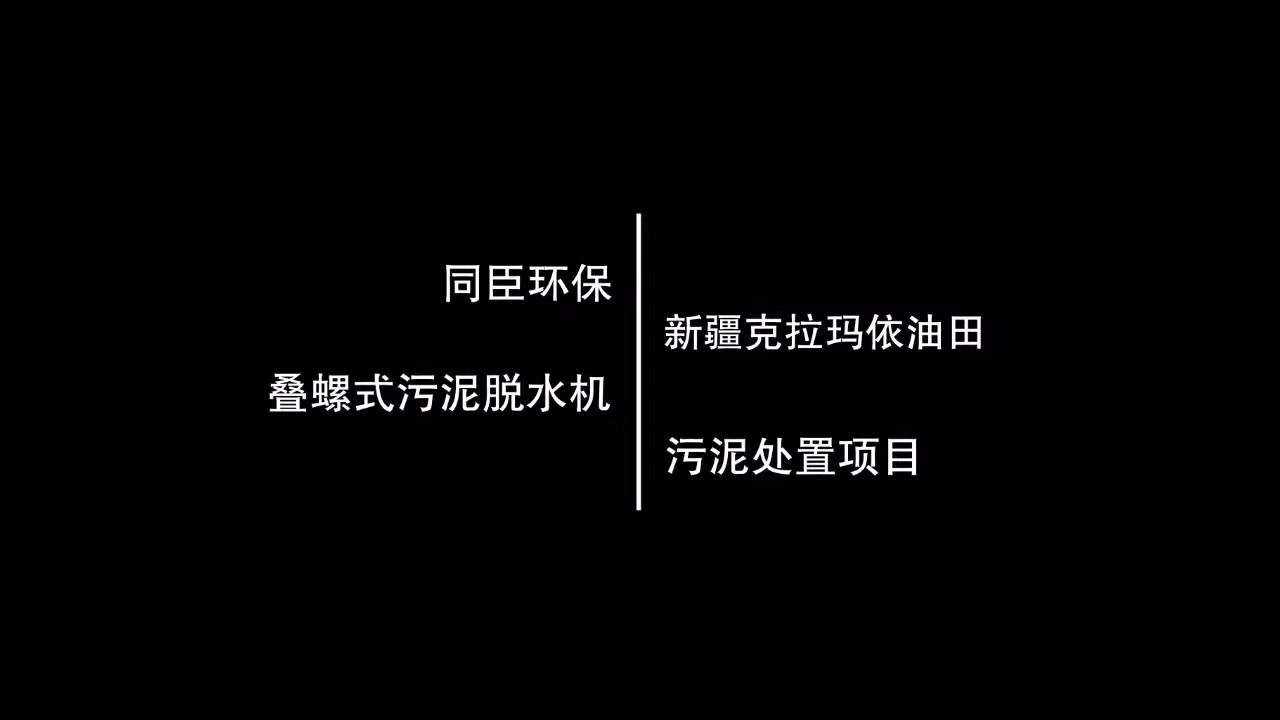 同臣环保
叠螺式污泥脱水机
新疆克拉玛依油田
污泥处置项目